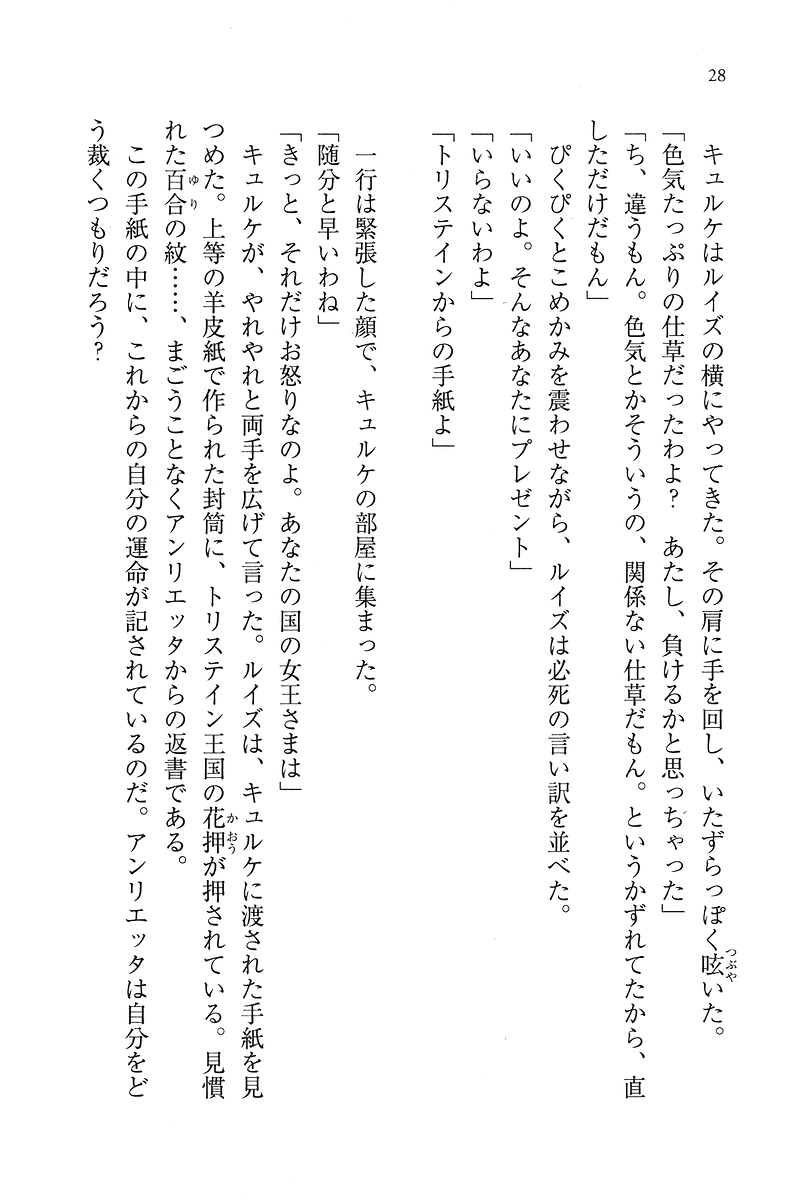 28
　キュルケはルイズの横にやってきた。その肩に手を回し、いたずらっぽく呟いた。
「色気たっぷりの仕草だったわよ？　あたし、負けるかと思っちゃった」
「ち、違うもん。色気とかそういうの、関係ない仕草だもん。というかずれてたから、直
しただけだもん」
　ぴくぴくとこめかみを震わせながら、ルイズは必死の言い訳を並べた。
「いいのよ。そんなあなたにプレゼント」
「いらないわよ」
「トリステインからの手紙よ」
　一行は緊張した顔で、キュルケの部屋に集まった。
「随分と早いわね」
「きっと、それだけお怒りなのよ。あなたの国の女王さまは」
　キュルケが、やれやれと両手を広げて言った。ルイズは、キュルケに渡された手紙を見
つめた。上等の羊皮紙で作られた封筒に、トリステイン王国の花押が押されている。見慣
れた百合の紋……、まごうことなくアンリエッタからの返書である。
　この手紙の中に、これからの自分の運命が記されているのだ。アンリエッタは自分をど
う裁くつもりだろう？